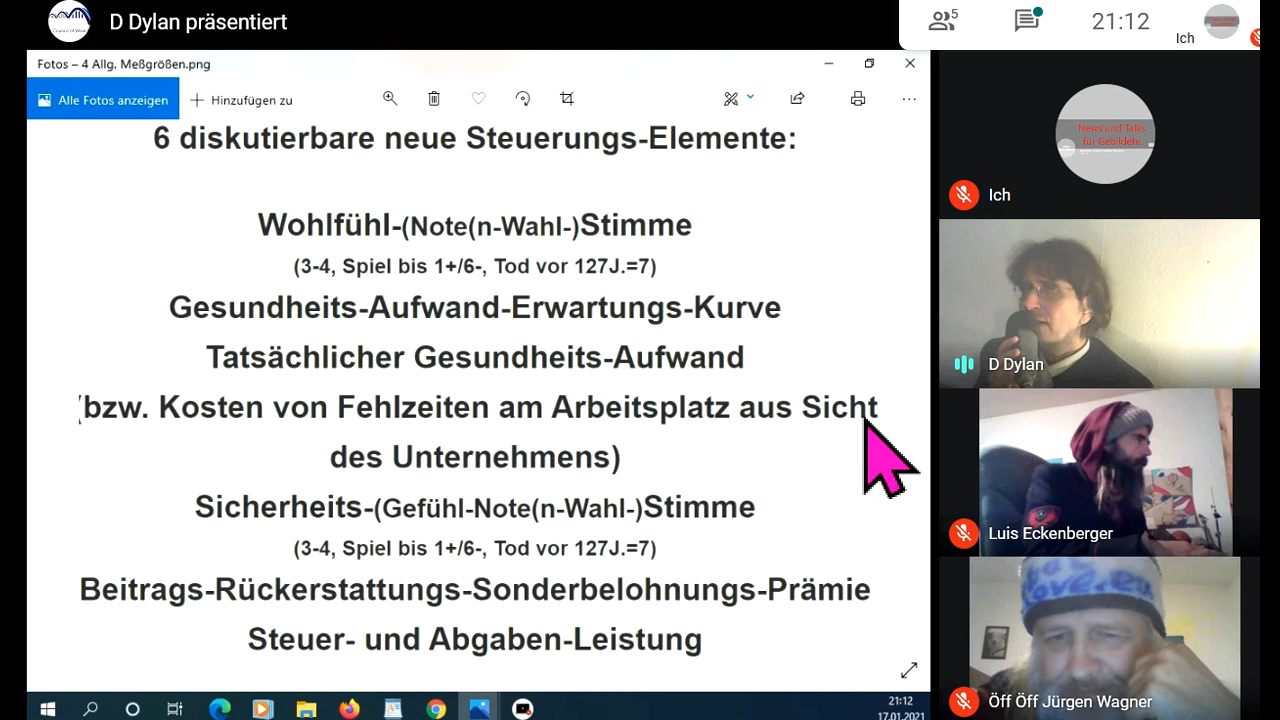 D Dylan präsentiert
5
21:12
Ich
Fotos – 4 Allg. Meßgrößen.png
Alle Fotos anzeigen
Hinzufügen zu
6 diskutierbare neue Steuerungs-Elemente:
Wohlfühl-(Note(n-Wahl-)Stimme
(3-4, Spiel bis 1+/6-, Tod vor 127J.=7)
Gesundheits-Aufwand-Erwartungs-Kurve
Tatsächlicher Gesundheits-Aufwand
(bzw. Kosten von Fehlzeiten am Arbeitsplatz aus Sicht
des Unternehmens)
Sicherheits-(Gefühl-Note(n-Wahl-)Stimme
(3-4, Spiel bis 1+/6-, Tod vor 127J.=7)
Beitrags-Rückerstattungs-Sonderbelohnungs-Prämie
Steuer- und Abgaben-Leistung
21:12
17.01.2021
News und Talks
für Gebildete
Ich
D Dylan
Luis Eckenberger
Öff Öff Jürgen Wagner